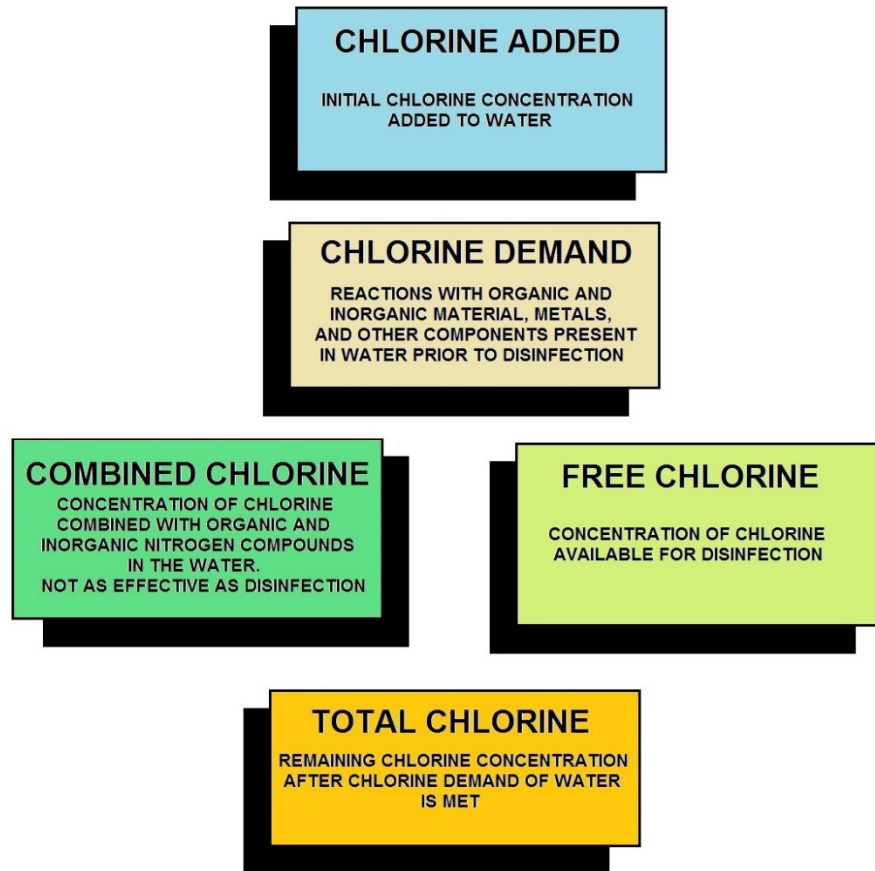 CHLORINE ADDED
INITIAL CHLORINE CONCENTRATION
ADDED TO WATER
CHLORINE DEMAND
REACTIONS WITH ORGANIC AND
INORGANIC MATERIAL, METALS,
AND OTHER COMPONENTS PRESENT
IN WATER PRIOR TO DISINFECTION
COMBINED CHLORINE
CONCENTRATION OF CHLORINE
COMBINED WITH ORGANIC AND
INORGANIC NITROGEN COMPOUNDS
IN THE WATER.
NOT AS EFFECTIVE AS DISINFECTION
FREE CHLORINE
CONCENTRATION OF CHLORINE
AVAILABLE FOR DISINFECTION
TOTAL CHLORINE
REMAINING CHLORINE CONCENTRATION
AFTER CHLORINE DEMAND OF WATER
IS MET